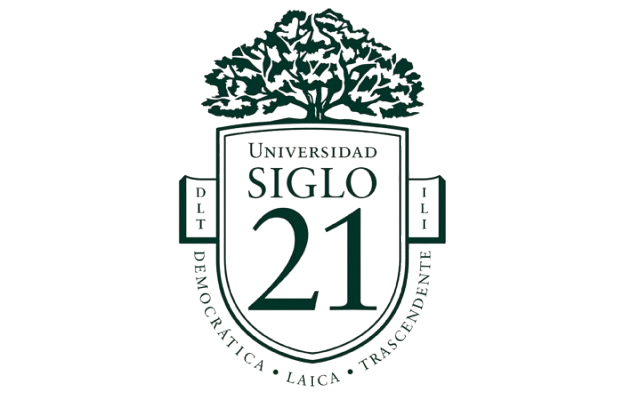 UNIVERSIDAD
SIGLO
21
DLT
ILI
DEMOCRÁTICA • LAICA • TRASCENDENTE